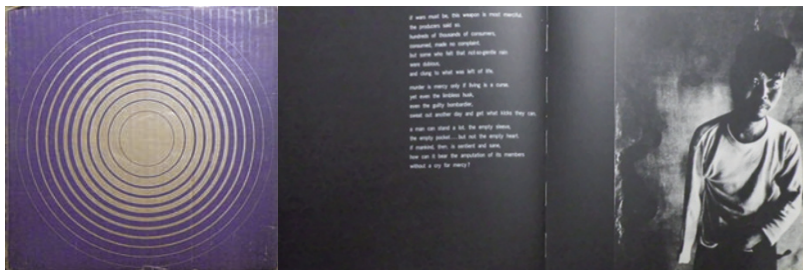 if wars must be, this weapon is most merciful.
the producers said so.
hundreds of thousands of consumers,
consumed, made no complaint.
but some who felt that not-so-gentle rain
went
and clung to what was left of life.
murder is mercy only if living is a curse.
yet even the limbless husk,
even the guilty bombardier,
sweat out another day and get what kicks they can.
a man can stand a lot. the empty sleeve,
the empty pocket.....but not the empty heart.
if mankind, then, is sentient and sane,
how can it bear the amputation of its members
without a cry for mercy?